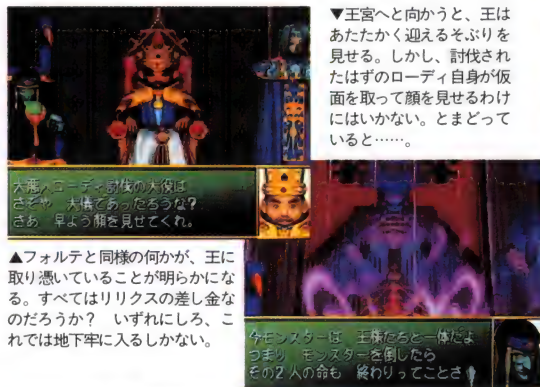 ▼王宮へと向かうと、王は
あたたかく迎えるそぶりを
見せる。しかし、討伐され
たはずのローディ自身が仮
面を取って顔を見せるわけ
にはいかない。とまどって
いると……。
大儀
ローディ討伐の大役は
さぞや 大儀であったろうな?
さあ 早よう顔を見せてくれ。
▲フォルテと同様の何かが、王に
取り憑いていることが明らかにな
る。すべてはリリクスの差し金な
のだろうか? いずれにしろ、こ
れでは地下牢に入るしかない。
今モンスターは 王様たちと一体だよ
つまり モンスターを倒したら
その2人の命も 終わりってことさ!